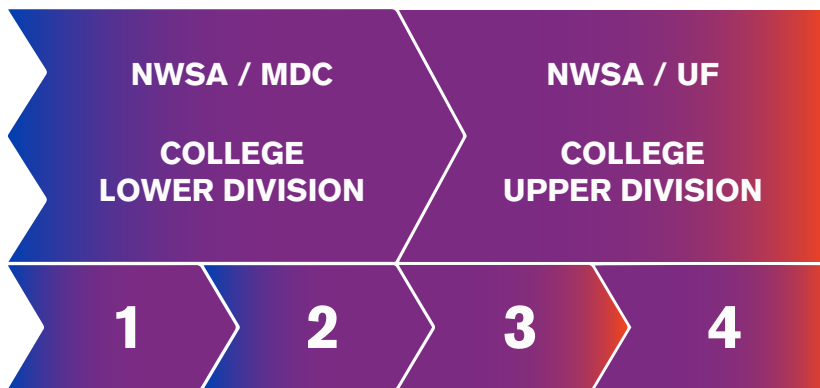 NWSA / MDC
COLLEGE
LOWER DIVISION
NWSA / UF
COLLEGE
UPPER DIVISION
1
2
3
4